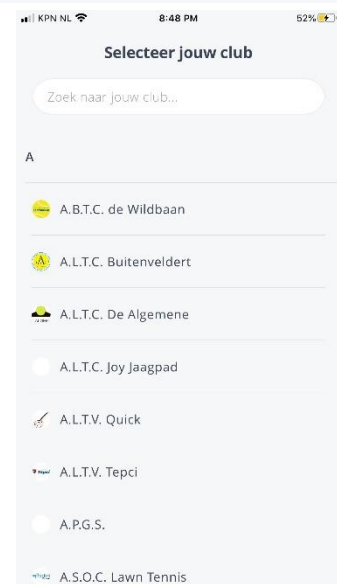 KPN NL 8:48 PM 52%
Selecteer jouw club
Zoek naar jouw club...
A
A.B.T.C. de Wildbaan
A.L.T.C. Buitenveldert
A.L.T.C. De Algemene
A.L.T.C. Joy Jaagpad
A.L.T.V. Quick
A.L.T.V. Tepci
A.P.G.S.
A.S.O.C. Lawn Tennis